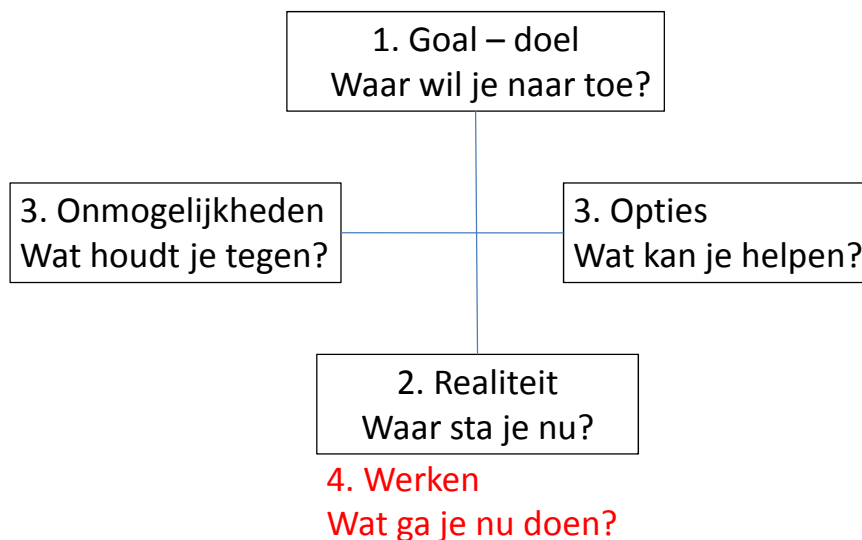 1. Goal – doel
Waar wil je naar toe?
3. Onmogelijkheden
Wat houdt je tegen?
3. Opties
Wat kan je helpen?
2. Realiteit
Waar sta je nu?
4. Werken
Wat ga je nu doen?